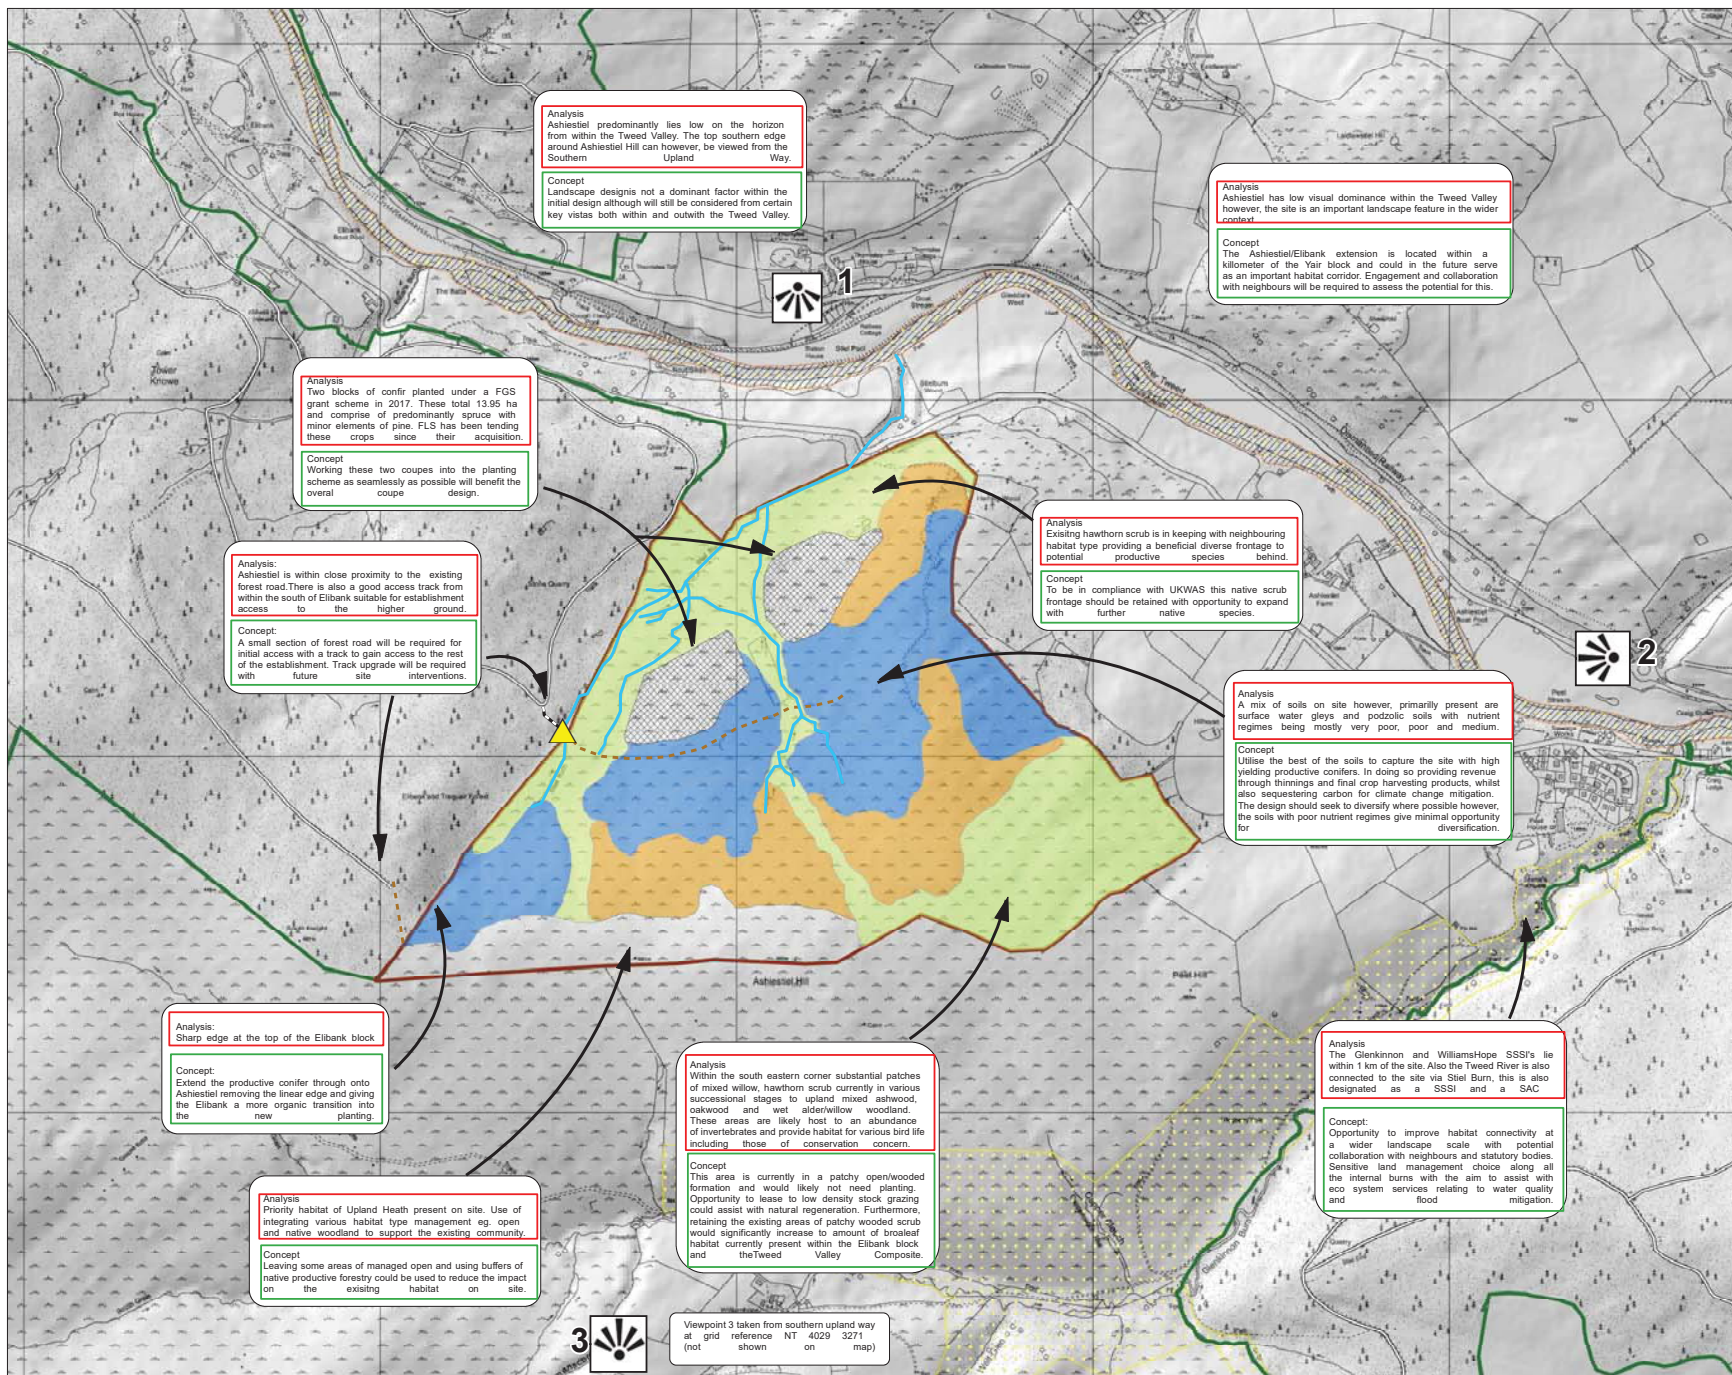 Analysis
Ashiestiel predominantly lies low on the horizon
from within the Tweed Valley. The top southern edge
around Ashiestiel Hill can however, be viewed from the
Southern Upland Way.
Concept
Landscape designis not a dominant factor within the
initial design although will still be considered from certain
key vistas both within and outwith the Tweed Valley.
Analysis
Ashiestiel has low visual dominance within the Tweed Valley
however, the site is an important landscape feature in the wider
context
Concept
The Ashiestiel/Elibank extension is located within a
killometer of the Yair block and could in the future serve
as an important habitat corridor. Engagement and collaboration
with neighbours will be required to assess the potential for this.
1
Analysis
Two blocks of confir planted under a FGS
grant scheme in 2017. These total 13.95 ha
and comprise of predominantly spruce with
minor elements of pine. FLS has been tending
these crops since their acquisition.
Concept
Working these two coupes into the planting
scheme as seamlessly as possible will benefit the
overal coupe design.
Tower
Knowe
River Tweed
Analysis
Exisitng hawthorn scrub is in keeping with neighbouring
habitat type providing a beneficial diverse frontage to
potential productive species behind.
Concept
To be in compliance with UKWAS this native scrub
frontage should be retained with opportunity to expand
with further native species.
Analysis:
Ashiestiel is within close proximity to the existing
forest road.There is also a good access track from
within the south of Elibank suitable for establishment
access to the higher ground.
Concept:
A small section of forest road will be required for
initial access with a track to gain access to the rest
of the establishment. Track upgrade will be required
with future site interventions.
2
Analysis
A mix of soils on site however, primarilly present are
surface water gleys and podzolic soils with nutrient
regimes being mostly very poor, poor and medium.
Concept
Utilise the best of the soils to capture the site with high
yielding productive conifers. In doing so providing revenue
through thinnings and final crop harvesting products, whilst
also sequestering carbon for climate change mitigation.
The design should seek to diversify where possible however,
the soils with poor nutrient regimes give minimal opportunity
for diversification.
Elibank and Traquair Forest
Ashiestiel Hill
Peel Hill
Analysis:
Sharp edge at the top of the Elibank block
Concept:
Extend the productive conifer through onto
Ashiestiel removing the linear edge and giving
the Elibank a more organic transition into
the new planting.
Analysis
Within the south eastern corner substantial patches
of mixed willow, hawthorn scrub currently in various
successional stages to upland mixed ashwood,
oakwood and wet alder/willow woodland.
These areas are likely host to an abundance
of invertebrates and provide habitat for various bird life
including those of conservation concern.
Concept
This area is currently in a patchy open/wooded
formation and would likely not need planting.
Opportunity to lease to low density stock grazing
could assist with natural regeneration. Furthermore,
retaining the existing areas of patchy wooded scrub
would significantly increase to amount of broaleaf
habitat currently present within the Elibank block
and theTweed Valley Composite.
Analysis
The Glenkinnon and WilliamsHope SSSI's lie
within 1 km of the site. Also the Tweed River is also
connected to the site via Stiel Burn, this is also
designated as a SSSI and a SAC
Concept:
Opportunity to improve habitat connectivity at
a wider landscape scale with potential
collaboration with neighbours and statutory bodies.
Sensitive land management choice along all
the internal burns with the aim to assist with
eco system services relating to water quality
and flood mitigation.
Analysis
Priority habitat of Upland Heath present on site. Use of
integrating various habitat type management eg. open
and native woodland to support the existing community.
Concept
Leaving some areas of managed open and using buffers of
native productive forestry could be used to reduce the impact
on the exisitng habitat on site.
3
Viewpoint 3 taken from southern upland way
at grid reference NT 4029 3271
(not shown on map)